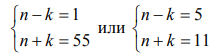 {n − k = 1 или {n − k = 5
{n + k = 55 {n + k = 11